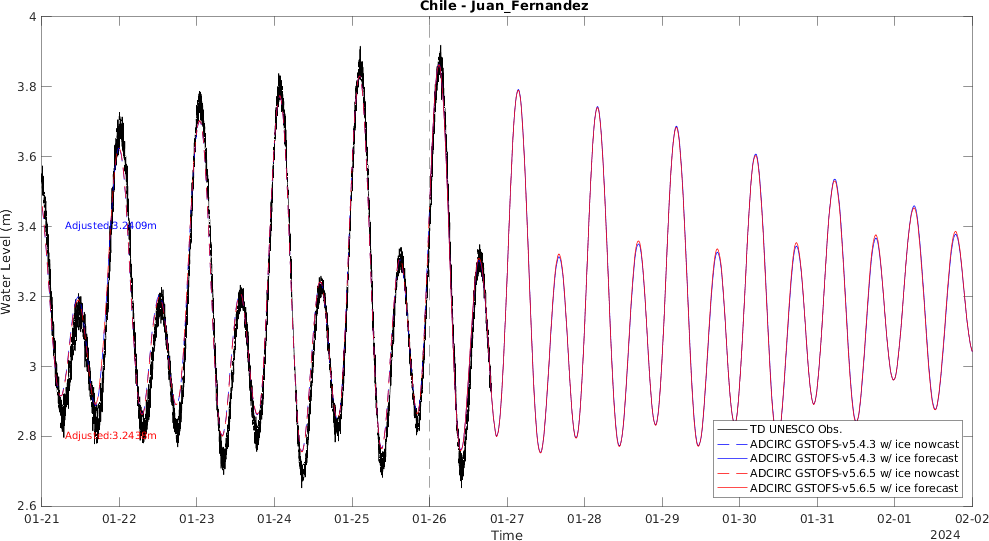 Chile - Juan_Fernandez
Water Level (m)
4
3.8
3.6
3.4
3.2
3
2.8
2.6
Adjusted:3.2409m
TD UNESCO Obs.
ADCIRC GSTOFS-v5.4.3 w/ ice nowcast
ADCIRC GSTOFS-v5.4.3 w/ ice forecast
ADCIRC GSTOFS-v5.6.5 w/ ice nowcast
ADCIRC GSTOFS-v5.6.5 w/ ice forecast
01-21 01-22 01-23 01-24 01-25 01-26 01-27 01-28 01-29 01-30 01-31 02-01 02-02
Time
2024